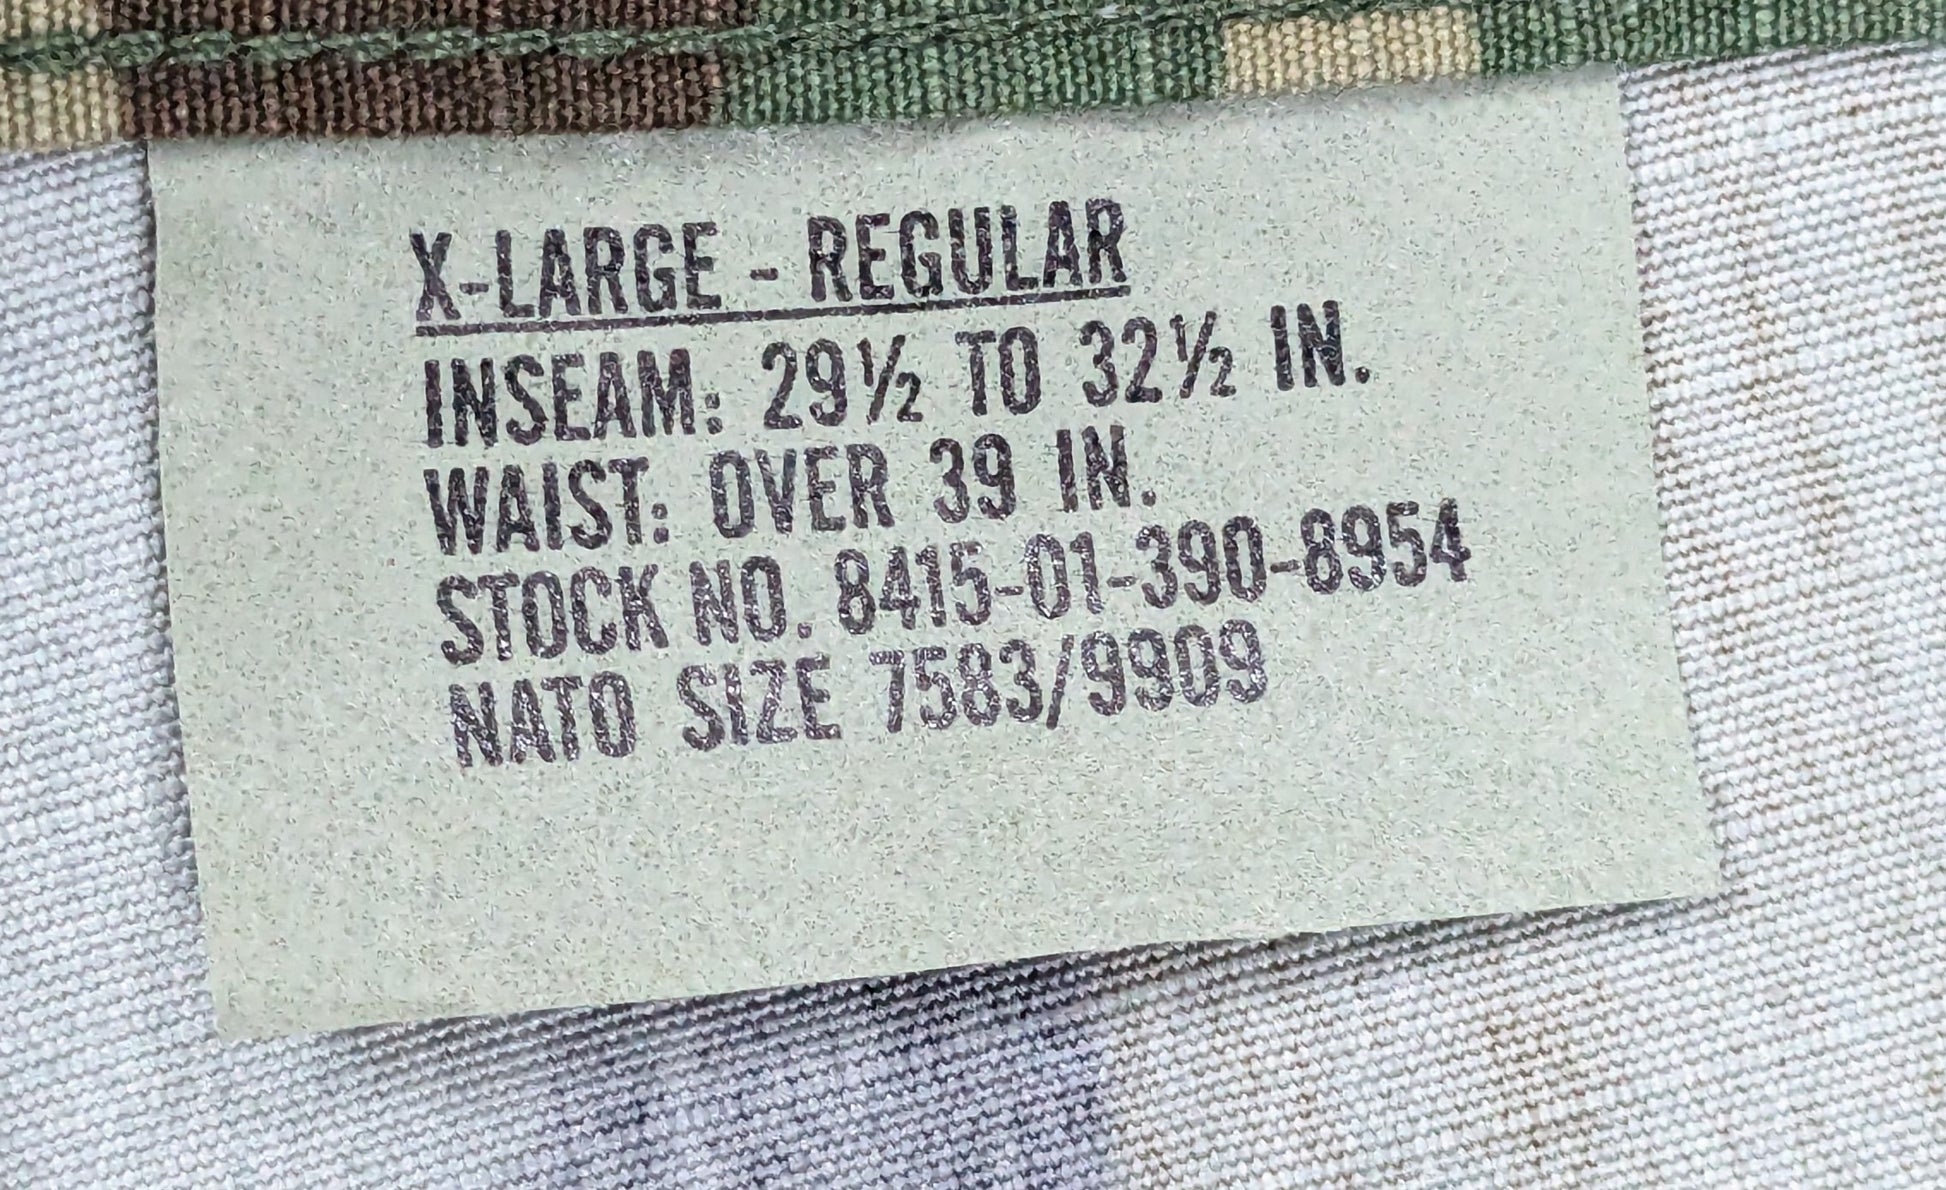 X-LARGE - REGULAR
INSEAM: 29½ TO 32½ IN.
WAIST: OVER 39 IN.
STOCK NO. 8415-01-390-8954
NATO SIZE 7583/9909